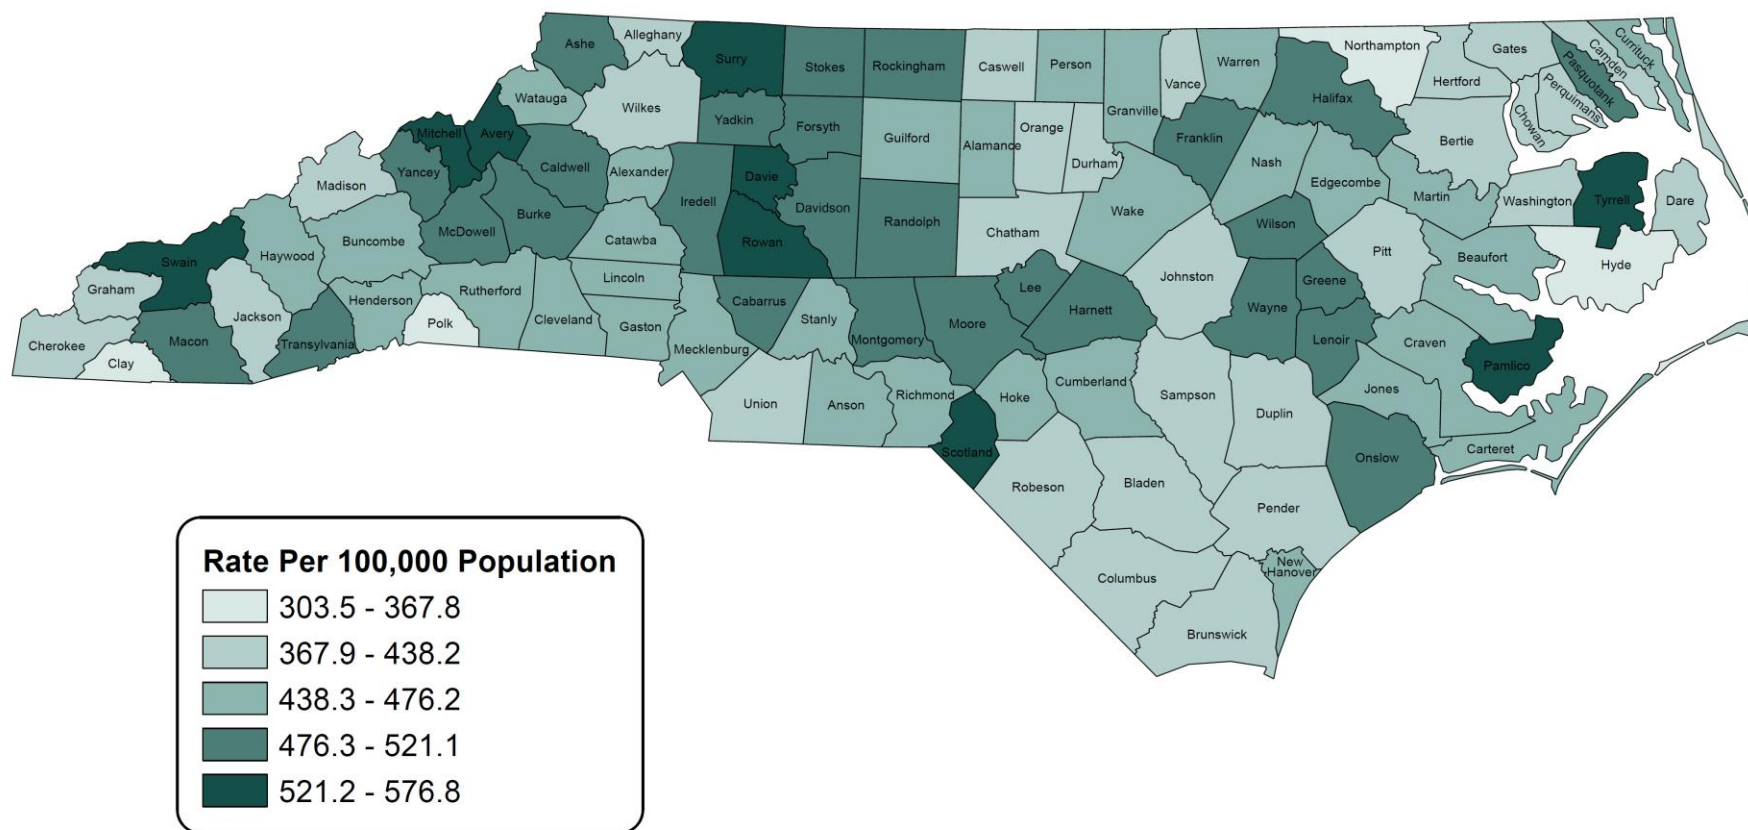 Ashe
Alleghany
Surry
Stokes
Rockingham
Caswell
Person
Granville
Vance
Warren
Northampton
Halifax
Hertford
Gates
Pasquotank
Camden
Currituck
Perquimans
Chowan
Bertie
Watauga
Wilkes
Yadkin
Forsyth
Guilford
Alamance
Orange
Durham
Franklin
Nash
Edgecombe
Martin
Washington
Tyrrell
Dare
Mitchell
Avery
Yancey
Caldwell
Alexander
Iredell
Davie
Davidson
Randolph
Chatham
Wake
Wilson
Pitt
Beaufort
Hyde
Madison
Buncombe
McDowell
Burke
Catawba
Rowan
Johnston
Greene
Swain
Haywood
Graham
Jackson
Henderson
Rutherford
Polk
Cleveland
Lincoln
Gaston
Cabarrus
Stanly
Montgomery
Moore
Lee
Harnett
Wayne
Lenoir
Craven
Pamlico
Cherokee
Clay
Macon
Transylvania
Mecklenburg
Union
Anson
Richmond
Hoke
Cumberland
Sampson
Duplin
Jones
Carteret
Scotland
Robeson
Bladen
Pender
Onslow
New
Hanover
Columbus
Brunswick
Rate Per 100,000 Population
303.5 - 367.8
367.9 - 438.2
438.3 - 476.2
476.3 - 521.1
521.2 - 576.8